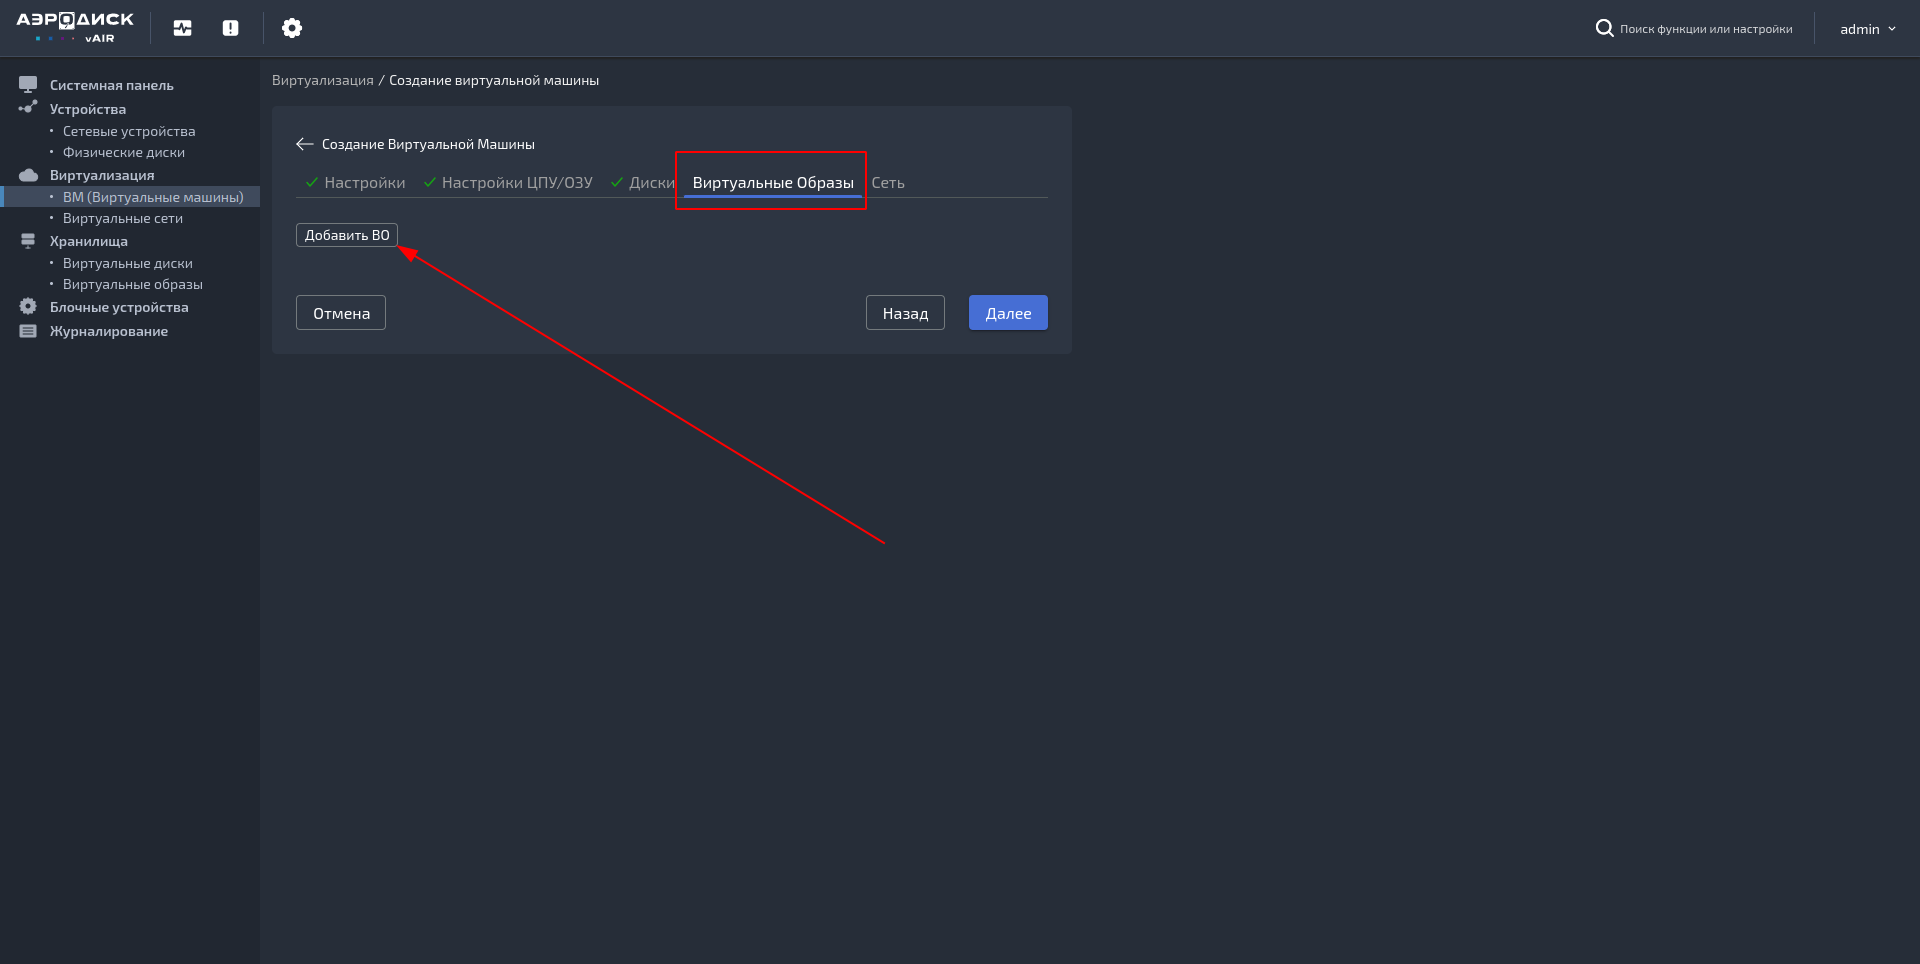 АЭРОДИСК
vAIR
Поиск функции или настройки
admin
Системная панель
Устройства
• Сетевые устройства
• Физические диски
Виртуализация
• ВМ (Виртуальные машины)
• Виртуальные сети
Хранилища
• Виртуальные диски
• Виртуальные образы
Блочные устройства
Журналирование
Виртуализация / Создание виртуальной машины
Создание Виртуальной Машины
Настройки Настройки ЦПУ/ОЗУ Диски Виртуальные Образы Сеть
Добавить ВО
Отмена Назад Далее